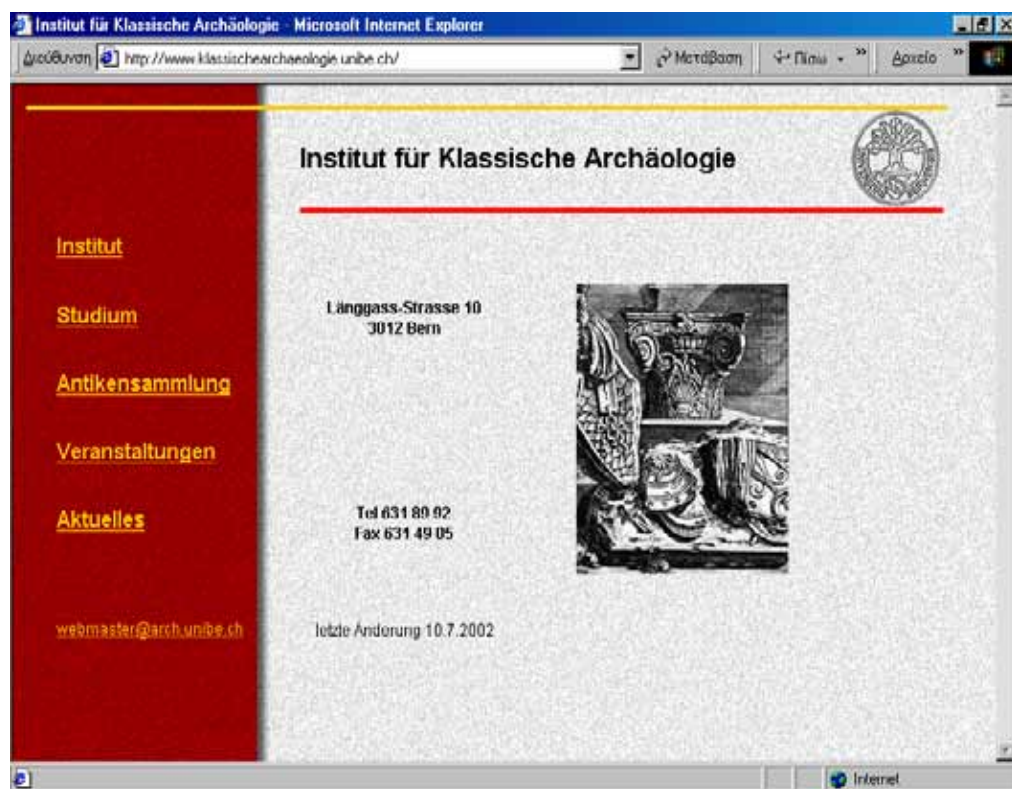 Institut für Klassische Archäologie - Microsoft Internet Explorer
Διεύθυνση http://www.klassischearchaeologie.unibe.ch/ Μετάβαση Πίσω » Αρχείο »
Institut für Klassische Archäologie
Institut
Studium
Antikensammlung
Veranstaltungen
Aktuelles
webmaster@arch.unibe.ch
Länggass-Strasse 10
3012 Bern
Tel 631 89 92
Fax 631 49 05
letzte Änderung 10.7.2002
Internet